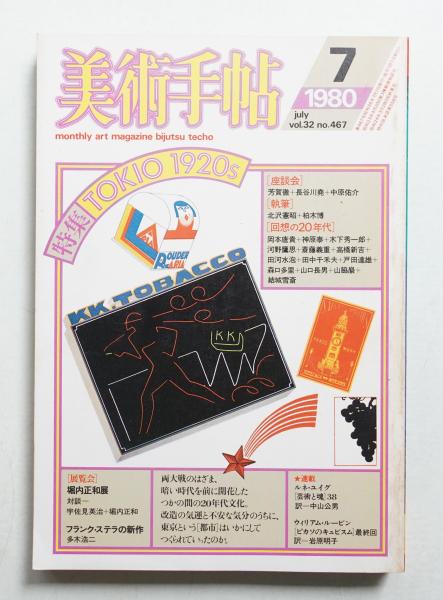 美術手帖
monthly art magazine bijutsu techo
7
1980
july
vol.32 no.467
特集 TOKIO 1920s
[座談会]
芳賀徹+長谷川堯+中原佑介
[執筆]
北沢憲昭+柏木博
[回想の20年代]
岡本唐貴+神原泰+木下秀一郎+
河野鷹思+斎藤義重+高橋新吉+
田河水泡+田中千禾夫+戸田達雄+
森口多里+山口長男+山脇巌+
結城雪斎
KK TOBACCO
KK
[展覧会]
堀内正和展
対談―
宇佐見英治+堀内正和
フランク・ステラの新作
多木浩二
両大戦のはざま、
暗い時代を前に開花した
つかの間の20年代文化。
改造の気運と不安な気分のうちに、
東京という[都市]はいかにして
つくられていったのか。
★連載
ルネ・ユイグ
[芸術と魂]38
訳―中山公男
ウィリアム・ルービン
[ピカソのキュビスム]最終回
訳―岩原明子